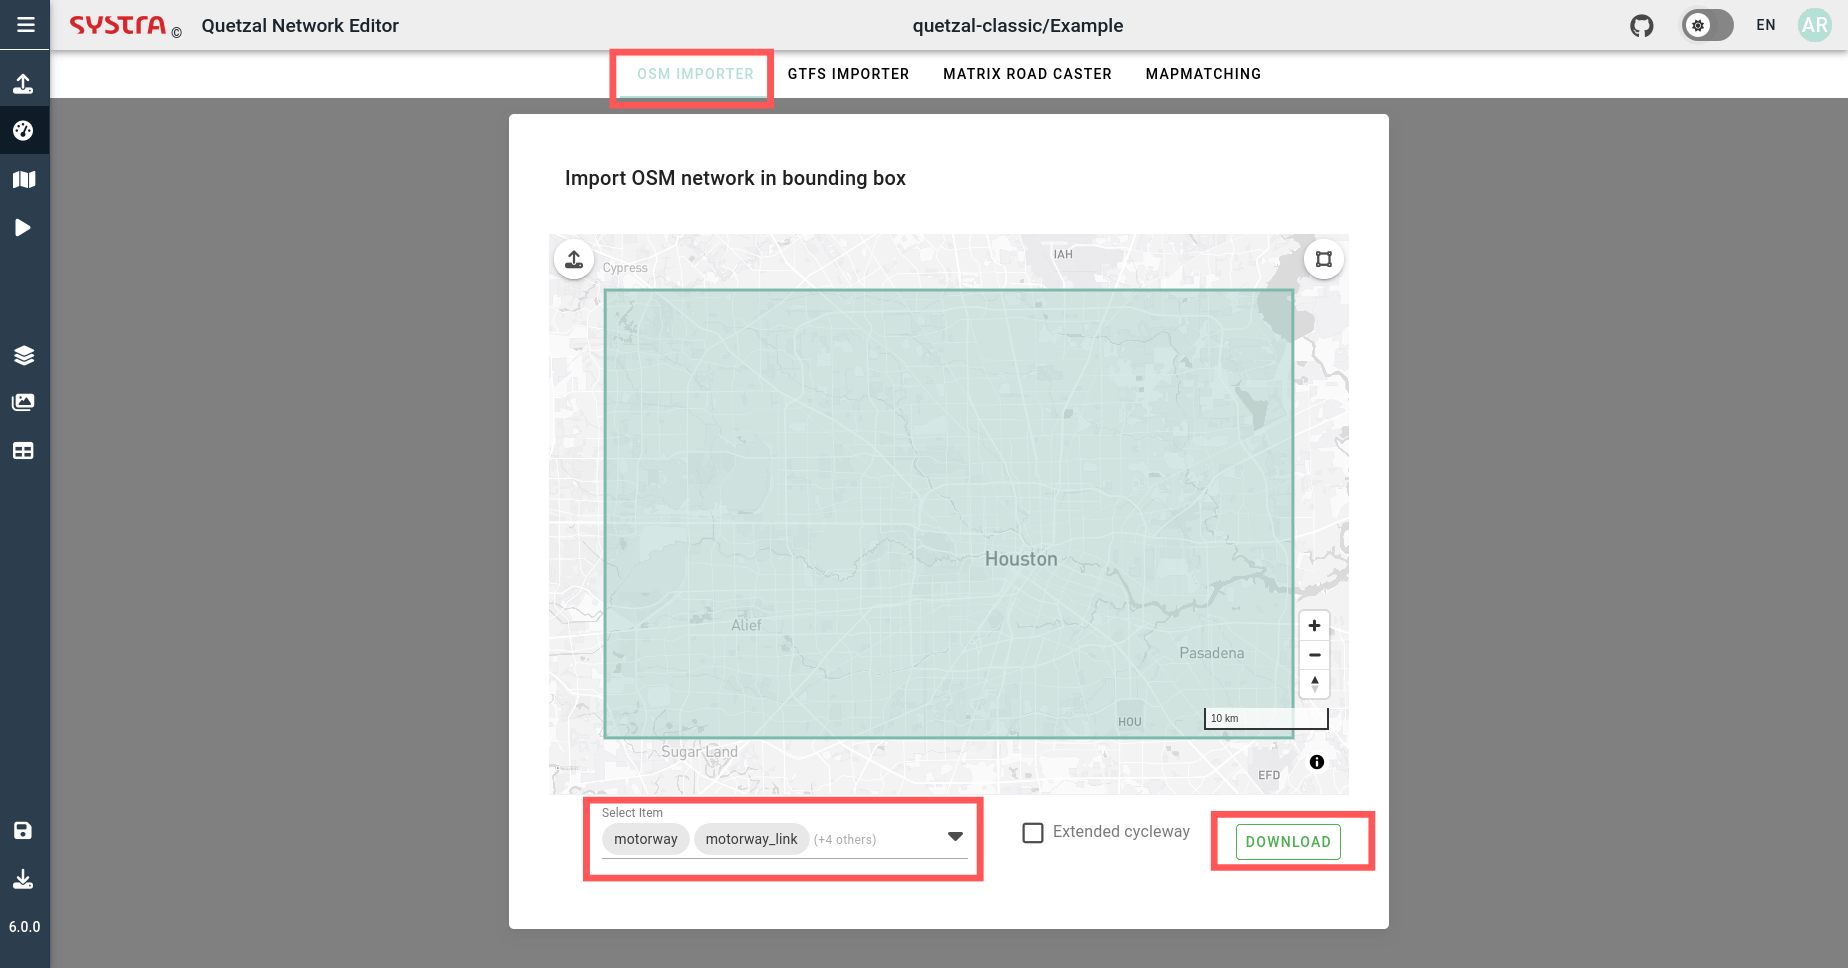 SYSTRA © Quetzal Network Editor
quetzal-classic/Example
EN
AR
OSM IMPORTER
GTFS IMPORTER
MATRIX ROAD CASTER
MAPMATCHING
Import OSM network in bounding box
IAH
Cypress
Houston
Alief
Pasadena
10 km
HOU
Sugar Land
EFD
Select Item
motorway motorway_link (+4 others)
Extended cycleway
DOWNLOAD
6.0.0